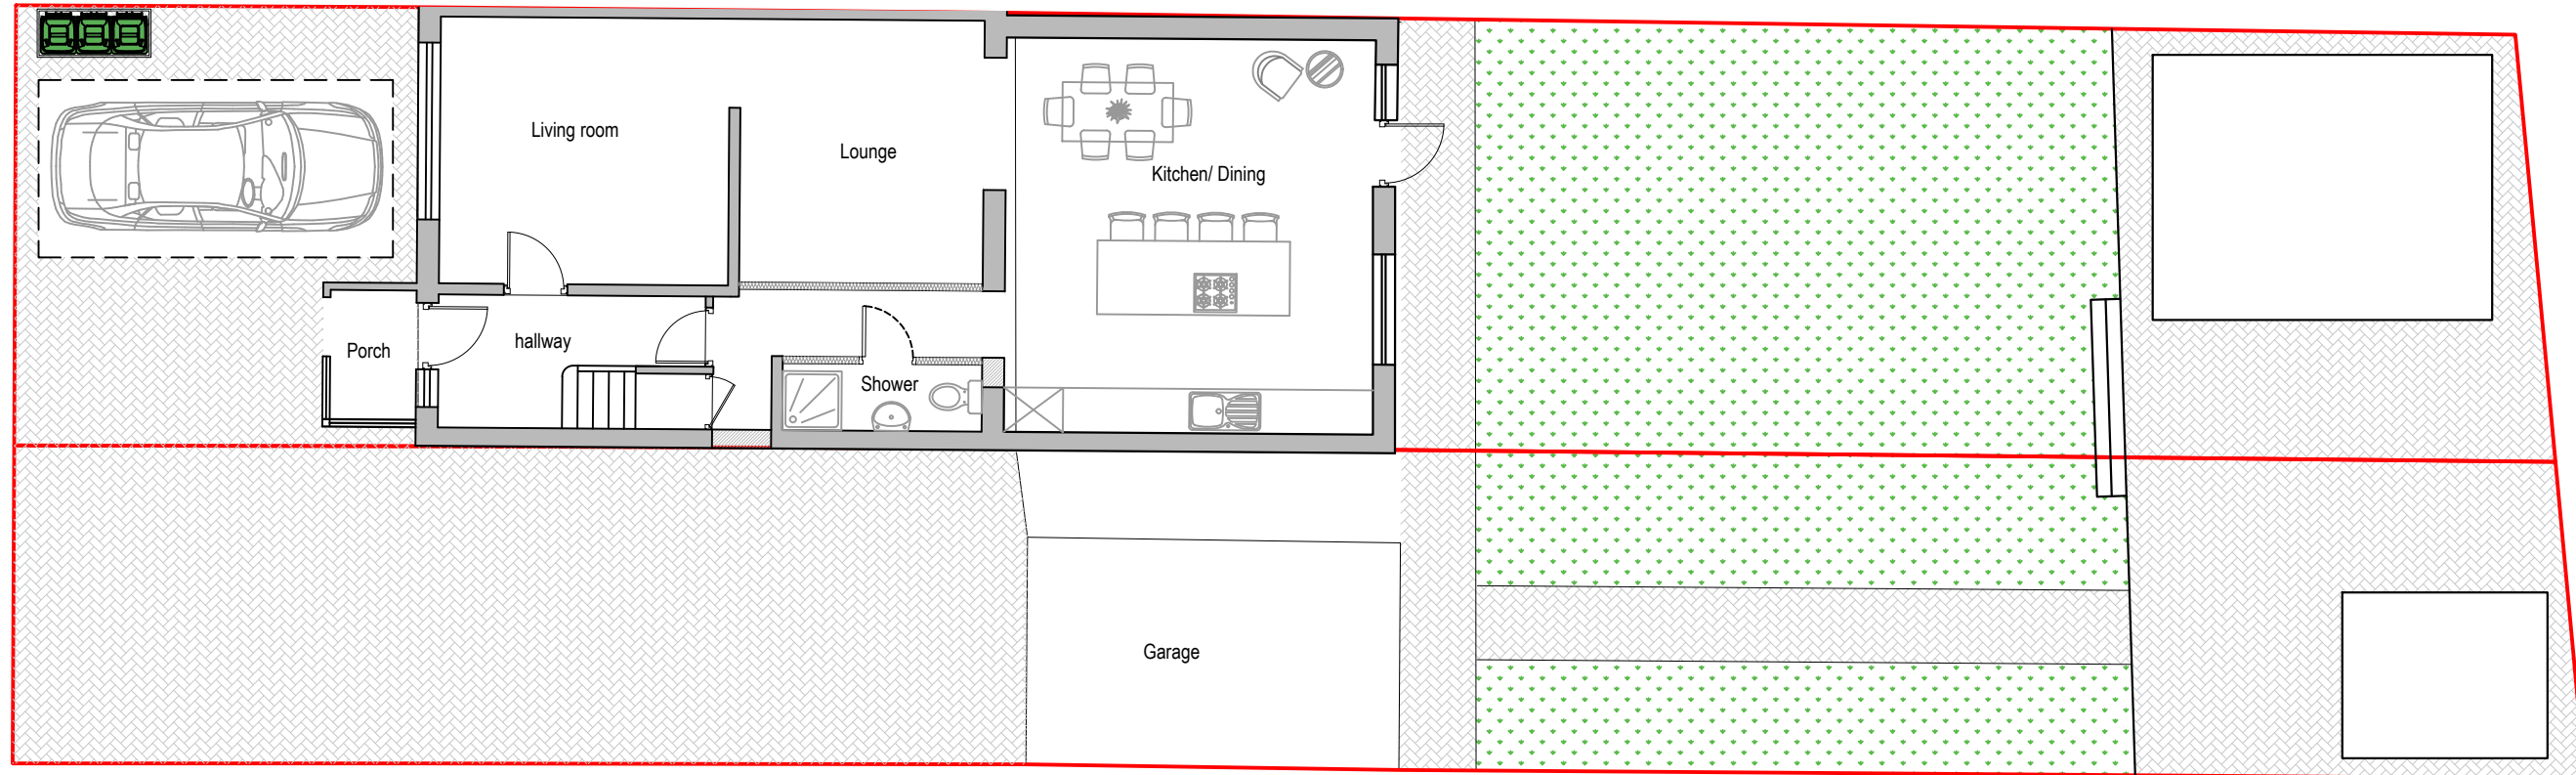 Living room
Lounge
Kitchen/ Dining
hallway
Porch
Shower
Garage